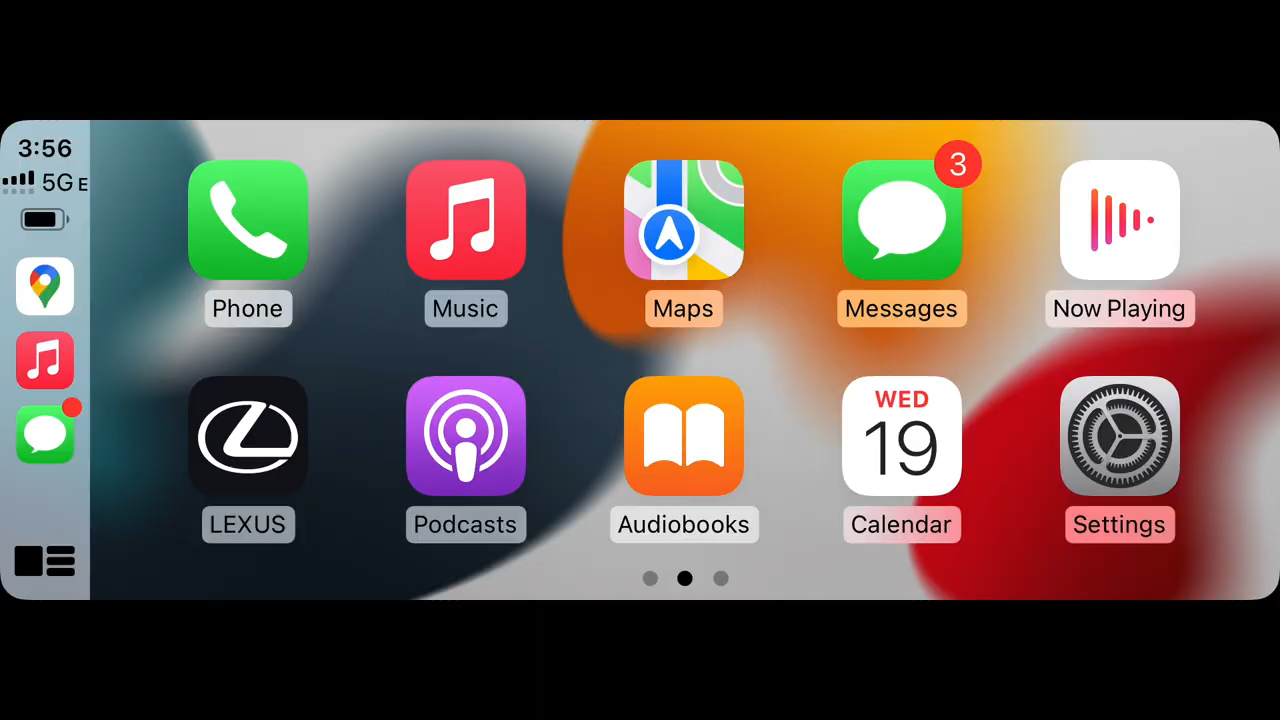 3:56
5G E
3
Phone
Music
Maps
Messages
Now Playing
WED
19
LEXUS
Podcasts
Audiobooks
Calendar
Settings